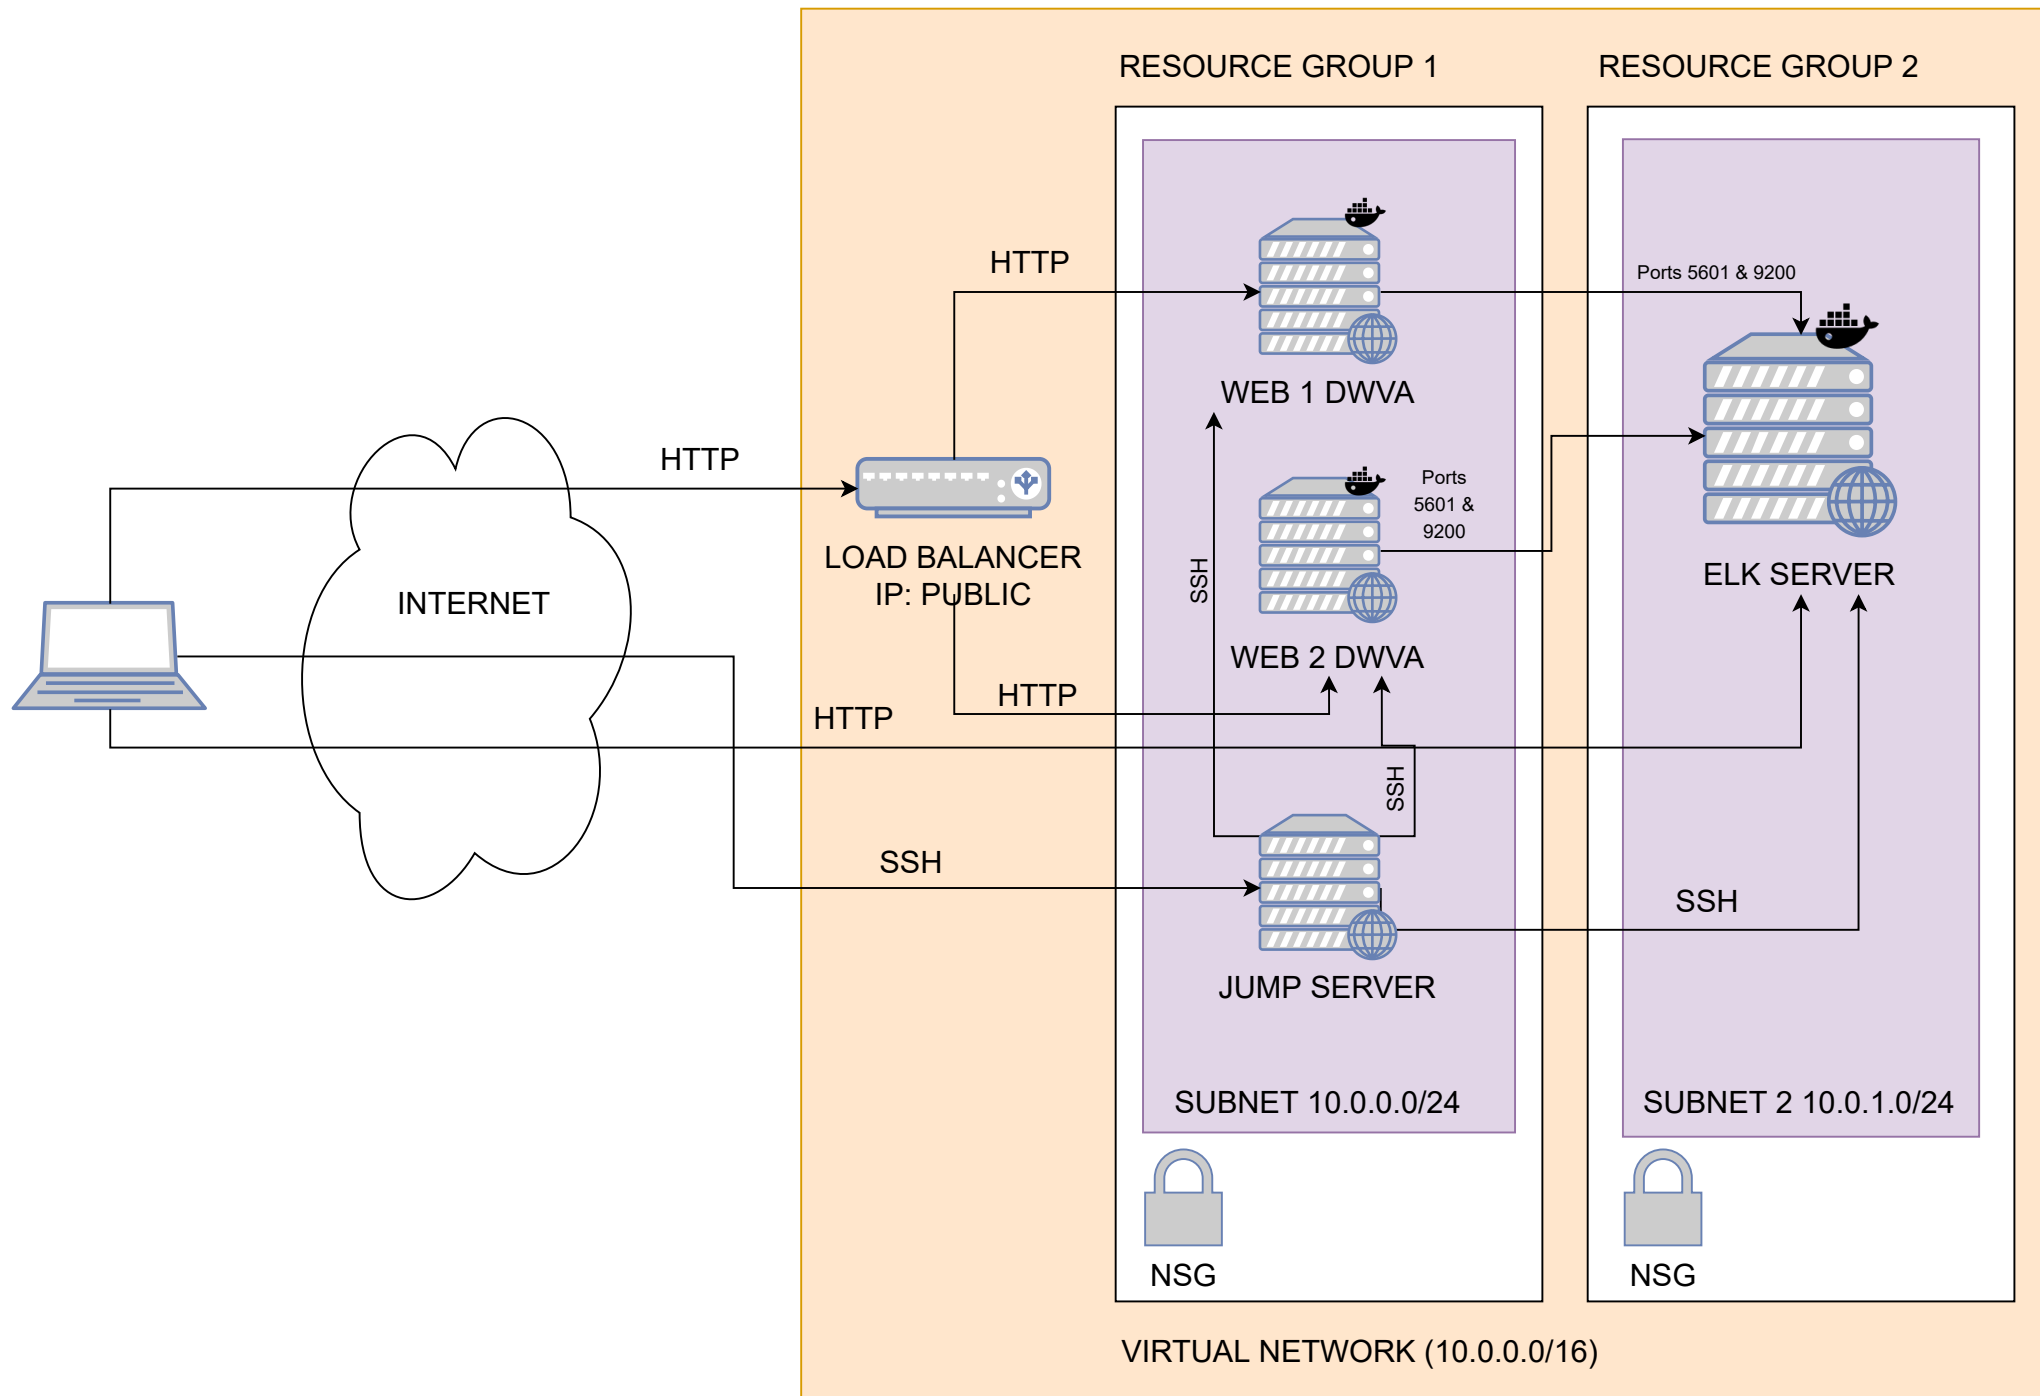 RESOURCE GROUP 1
RESOURCE GROUP 2
HTTP
Ports 5601 & 9200
WEB 1 DWVA
HTTP
Ports
5601 &
9200
LOAD BALANCER
IP: PUBLIC
SSH
ELK SERVER
INTERNET
WEB 2 DWVA
HTTP
HTTP
SSH
SSH
SSH
JUMP SERVER
SUBNET 10.0.0.0/24
SUBNET 2 10.0.1.0/24
NSG
NSG
VIRTUAL NETWORK (10.0.0.0/16)